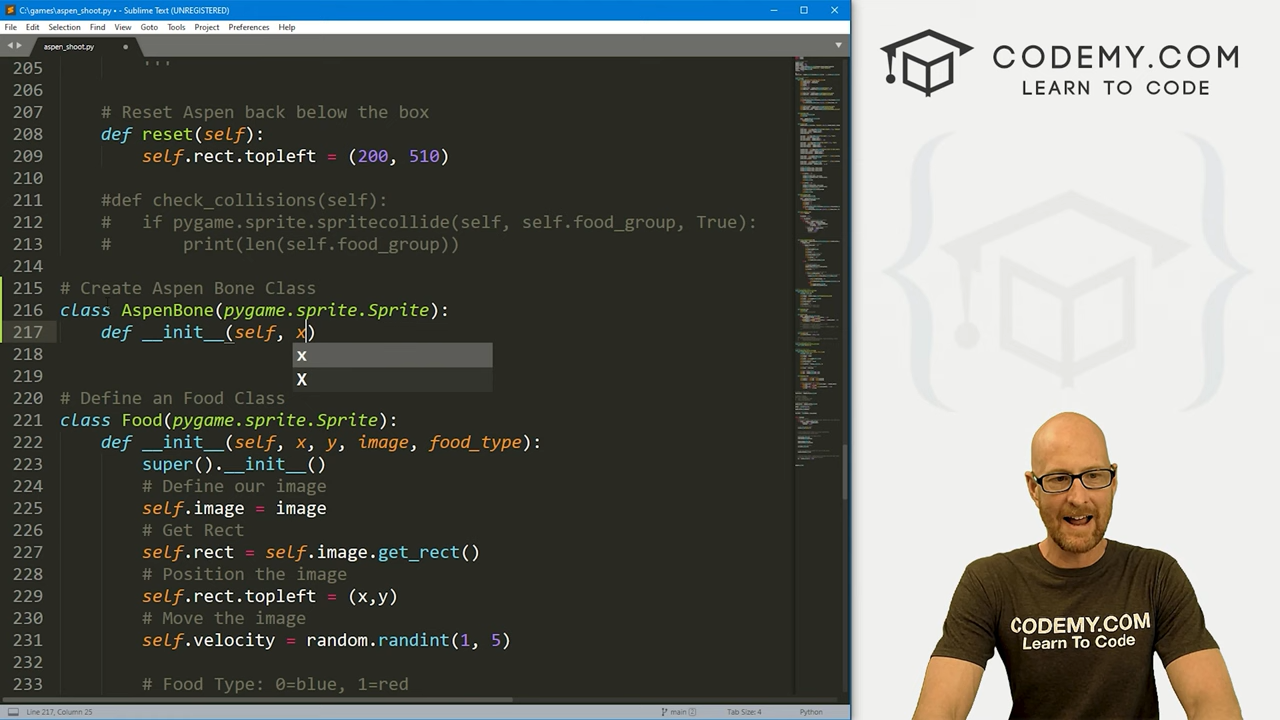 C:\games\aspen_shoot.py • - Sublime Text (UNREGISTERED)
File Edit Selection Find View Goto Tools Project Preferences Help
aspen_shoot.py
205 '''
206
207 # Reset Aspen back below the box
208 def reset(self):
209 self.rect.topleft = (200, 510)
210
211 #def check_collisions(self):
212 # if pygame.sprite.spritecollide(self, self.food_group, True):
213 # print(len(self.food_group))
214
215 # Create Aspen Bone Class
216 class AspenBone(pygame.sprite.Sprite):
217 def __init__(self, x)
218 x
219 X
220 # Define an Food Class
221 class Food(pygame.sprite.Sprite):
222 def __init__(self, x, y, image, food_type):
223 super().__init__()
224 # Define our image
225 self.image = image
226 # Get Rect
227 self.rect = self.image.get_rect()
228 # Position the image
229 self.rect.topleft = (x,y)
230 # Move the image
231 self.velocity = random.randint(1, 5)
232
233 # Food Type: 0=blue, 1=red
Line 217, Column 25
main 2
Tab Size: 4
Python
CODEMY.COM
LEARN TO CODE
CODEMY.COM
Learn To Code